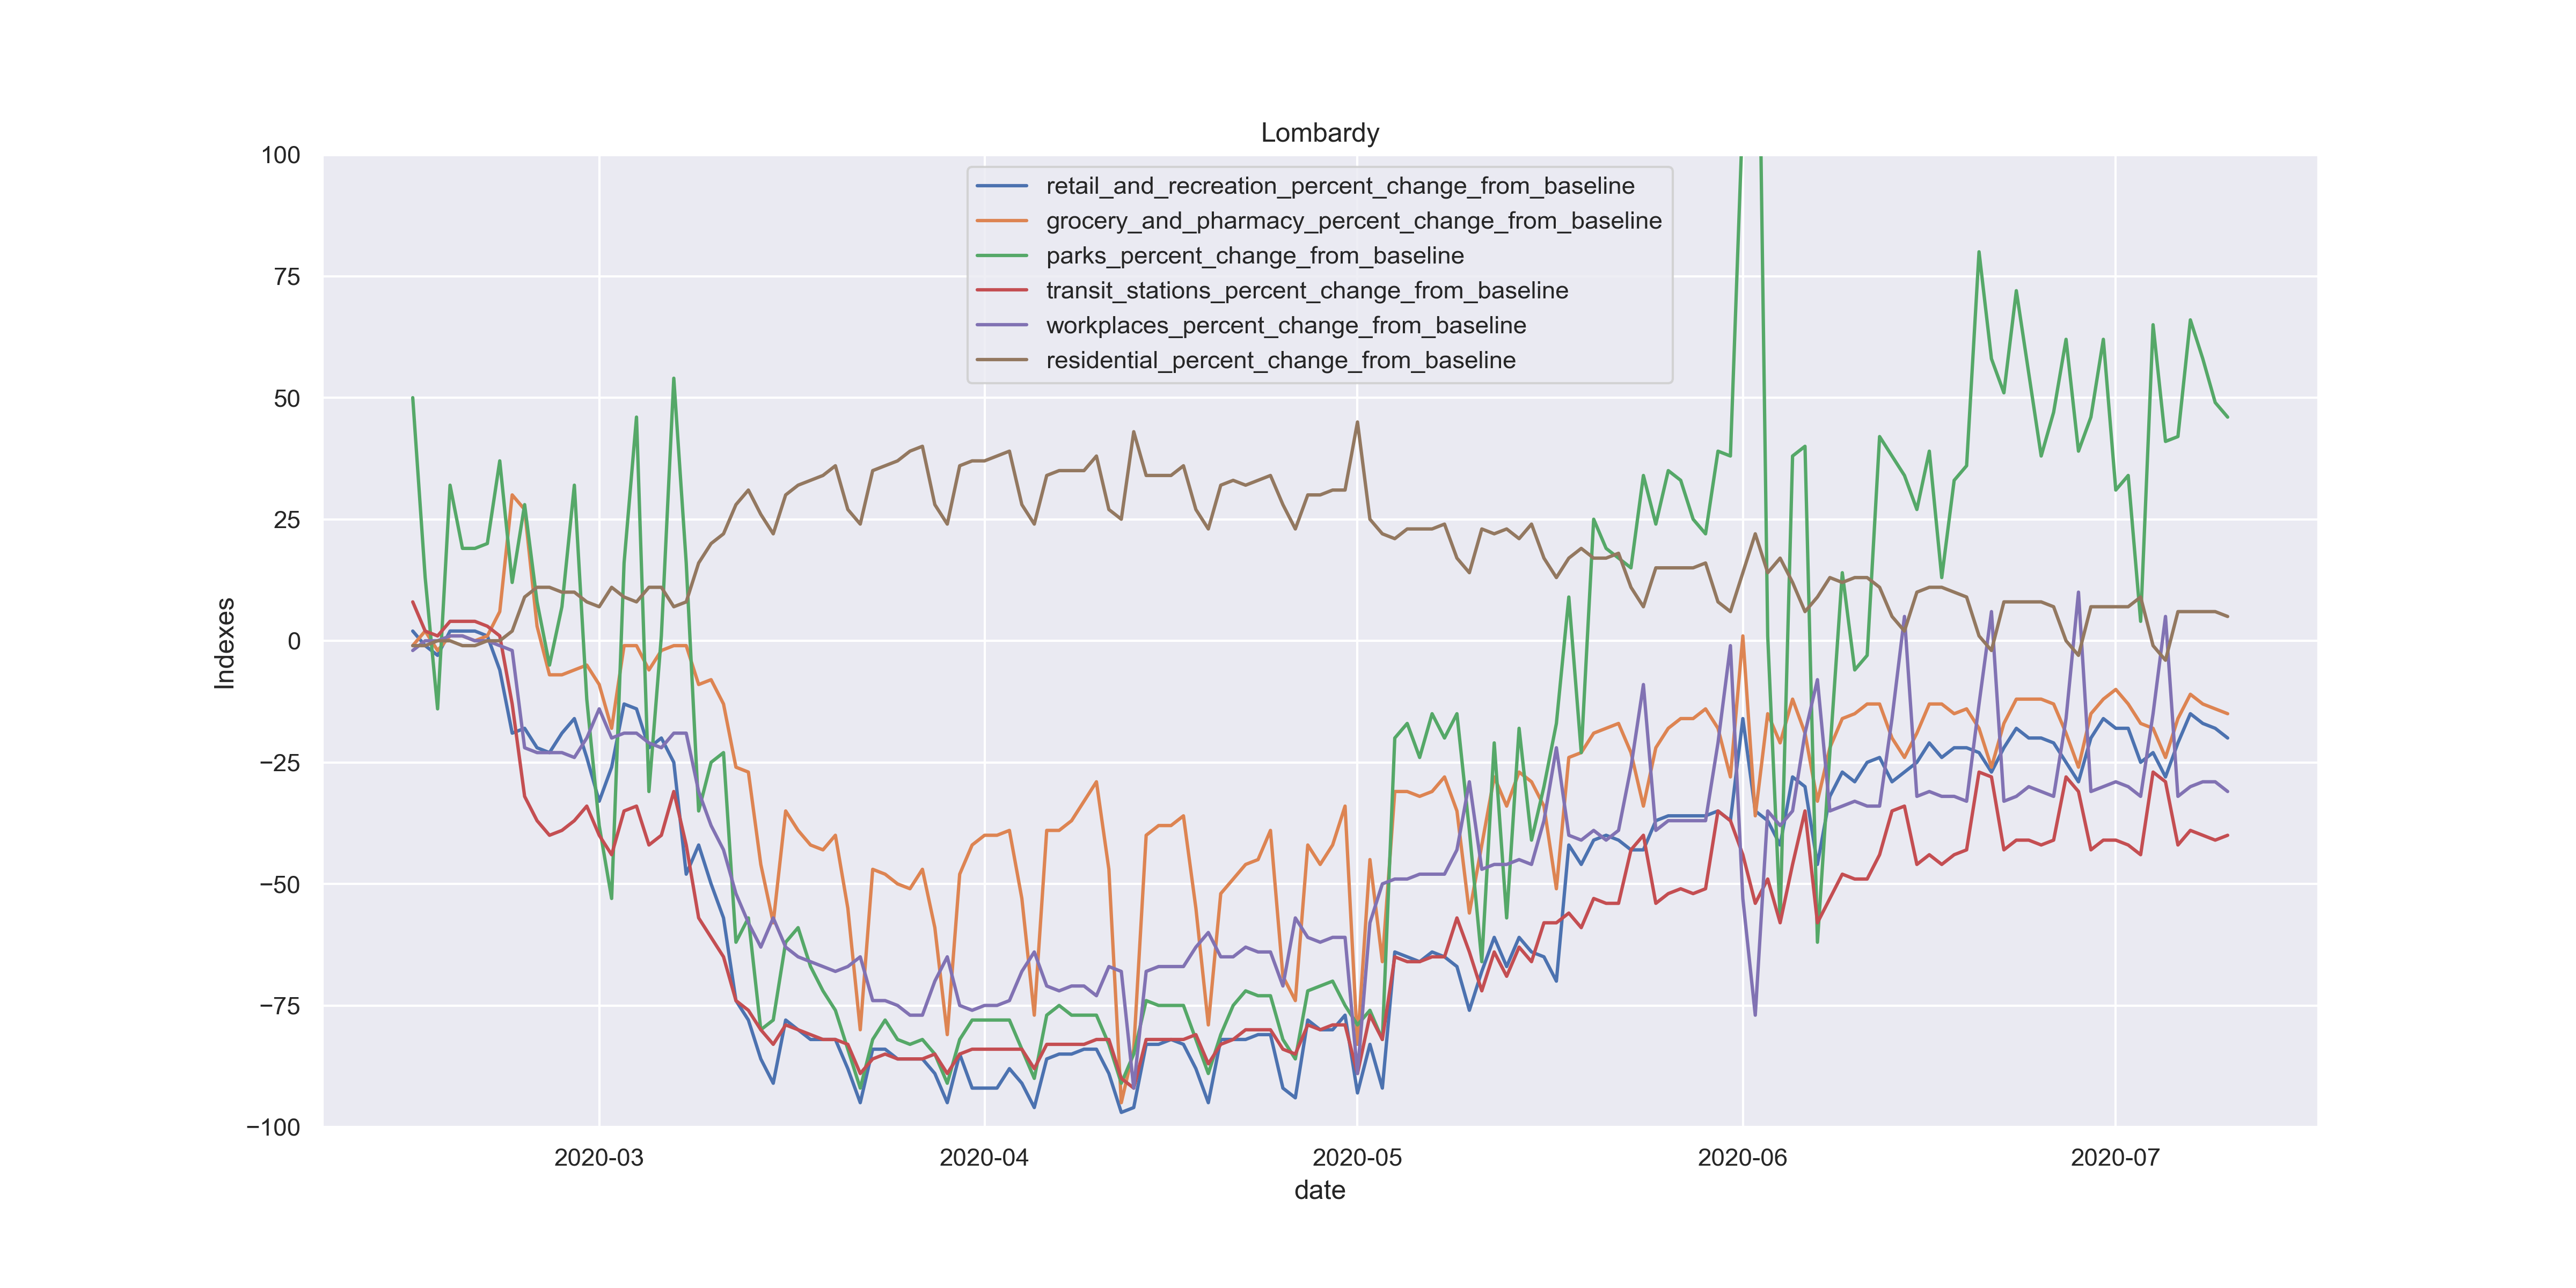 Lombardy
100
75
50
25
0
−25
−50
−75
−100
Indexes
retail_and_recreation_percent_change_from_baseline
grocery_and_pharmacy_percent_change_from_baseline
parks_percent_change_from_baseline
transit_stations_percent_change_from_baseline
workplaces_percent_change_from_baseline
residential_percent_change_from_baseline
2020-03 2020-04 2020-05 2020-06 2020-07
date